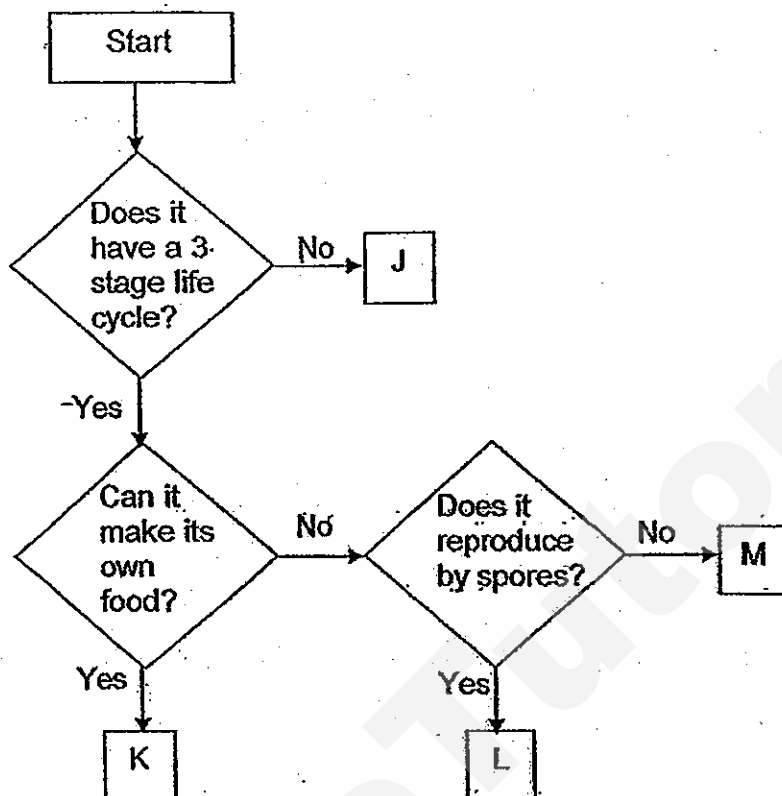 Start
Does it
have a 3-
stage life
cycle?
No
J
Yes
Can it
make its
own
food?
No
Does it
reproduce
by spores?
No
M
Yes
K
Yes
L
Tutor